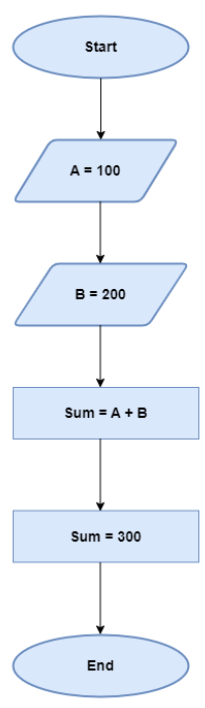 Start
A = 100
B = 200
Sum = A + B
Sum = 300
End